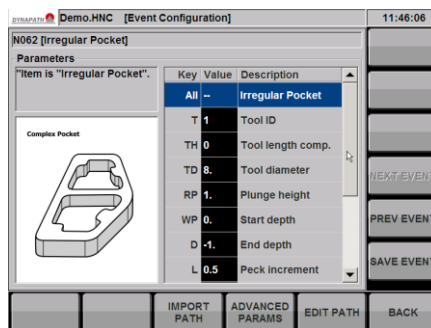 DYNAPATH Demo.HNC [Event Configuration] 11:46:06
N062 [Irregular Pocket]
Parameters
"Item is "Irregular Pocket".
Key Value Description
All -- Irregular Pocket
T 1 Tool ID
TH 0 Tool length comp.
TD 8. Tool diameter
RP 1. Plunge height
WP 0. Start depth
D -1. End depth
L 0.5 Peck increment
Complex Pocket
NEXT EVEN
PREV EVEN
SAVE EVEN
IMPORT PATH
ADVANCED PARAMS
EDIT PATH
BACK